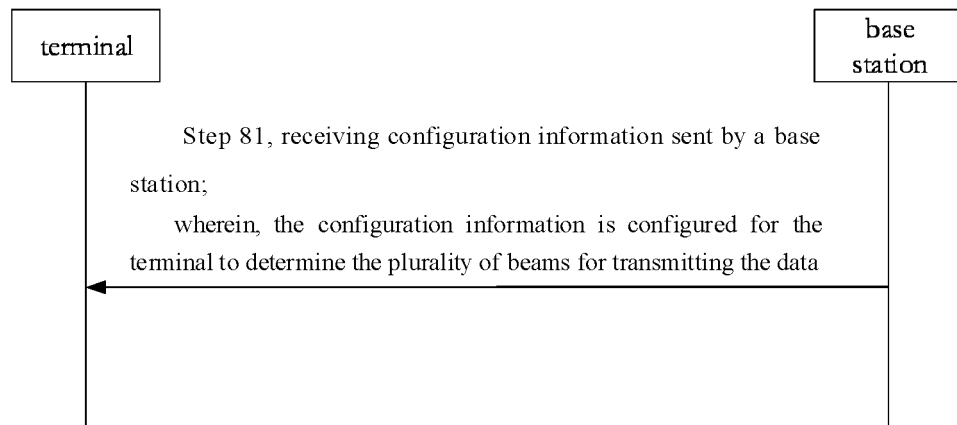 terminal
base
station
Step 81, receiving configuration information sent by a base
station;
wherein, the configuration information is configured for the
terminal to determine the plurality of beams for transmitting the data